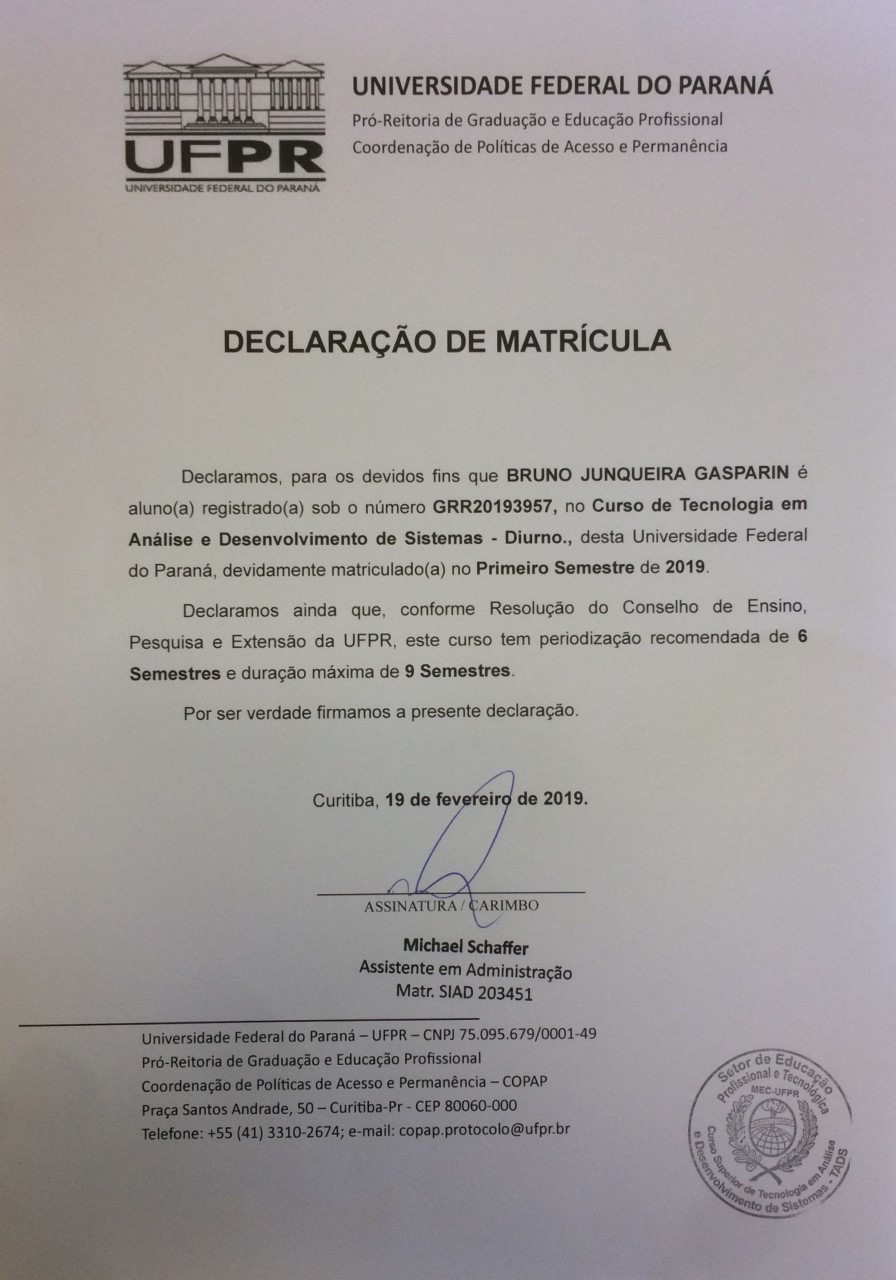 UNIVERSIDADE FEDERAL DO PARANÁ
Pró-Reitoria de Graduação e Educação Profissional
Coordenação de Políticas de Acesso e Permanência
UFPR
UNIVERSIDADE FEDERAL DO PARANÁ
DECLARAÇÃO DE MATRÍCULA
Declaramos, para os devidos fins que BRUNO JUNQUEIRA GASPARIN é
aluno(a) registrado(a) sob o número GRR20193957, no Curso de Tecnologia em
Análise e Desenvolvimento de Sistemas - Diurno., desta Universidade Federal
do Paraná, devidamente matriculado(a) no Primeiro Semestre de 2019.
Declaramos ainda que, conforme Resolução do Conselho de Ensino,
Pesquisa e Extensão da UFPR, este curso tem periodização recomendada de 6
Semestres e duração máxima de 9 Semestres.
Por ser verdade firmamos a presente declaração.
Curitiba, 19 de fevereiro de 2019.
ASSINATURA / CARIMBO
Michael Schaffer
Assistente em Administração
Matr. SIAD 203451
Universidade Federal do Paraná – UFPR – CNPJ 75.095.679/0001-49
Pró-Reitoria de Graduação e Educação Profissional
Coordenação de Políticas de Acesso e Permanência – COPAP
Praça Santos Andrade, 50 – Curitiba-Pr - CEP 80060-000
Telefone: +55 (41) 3310-2674; e-mail: copap.protocolo@ufpr.br
Setor de Educação
Profissional e Tecnológica
MEC-UFPR
Curso Superior de Tecnologia em Análise
e Desenvolvimento de Sistemas - TADS